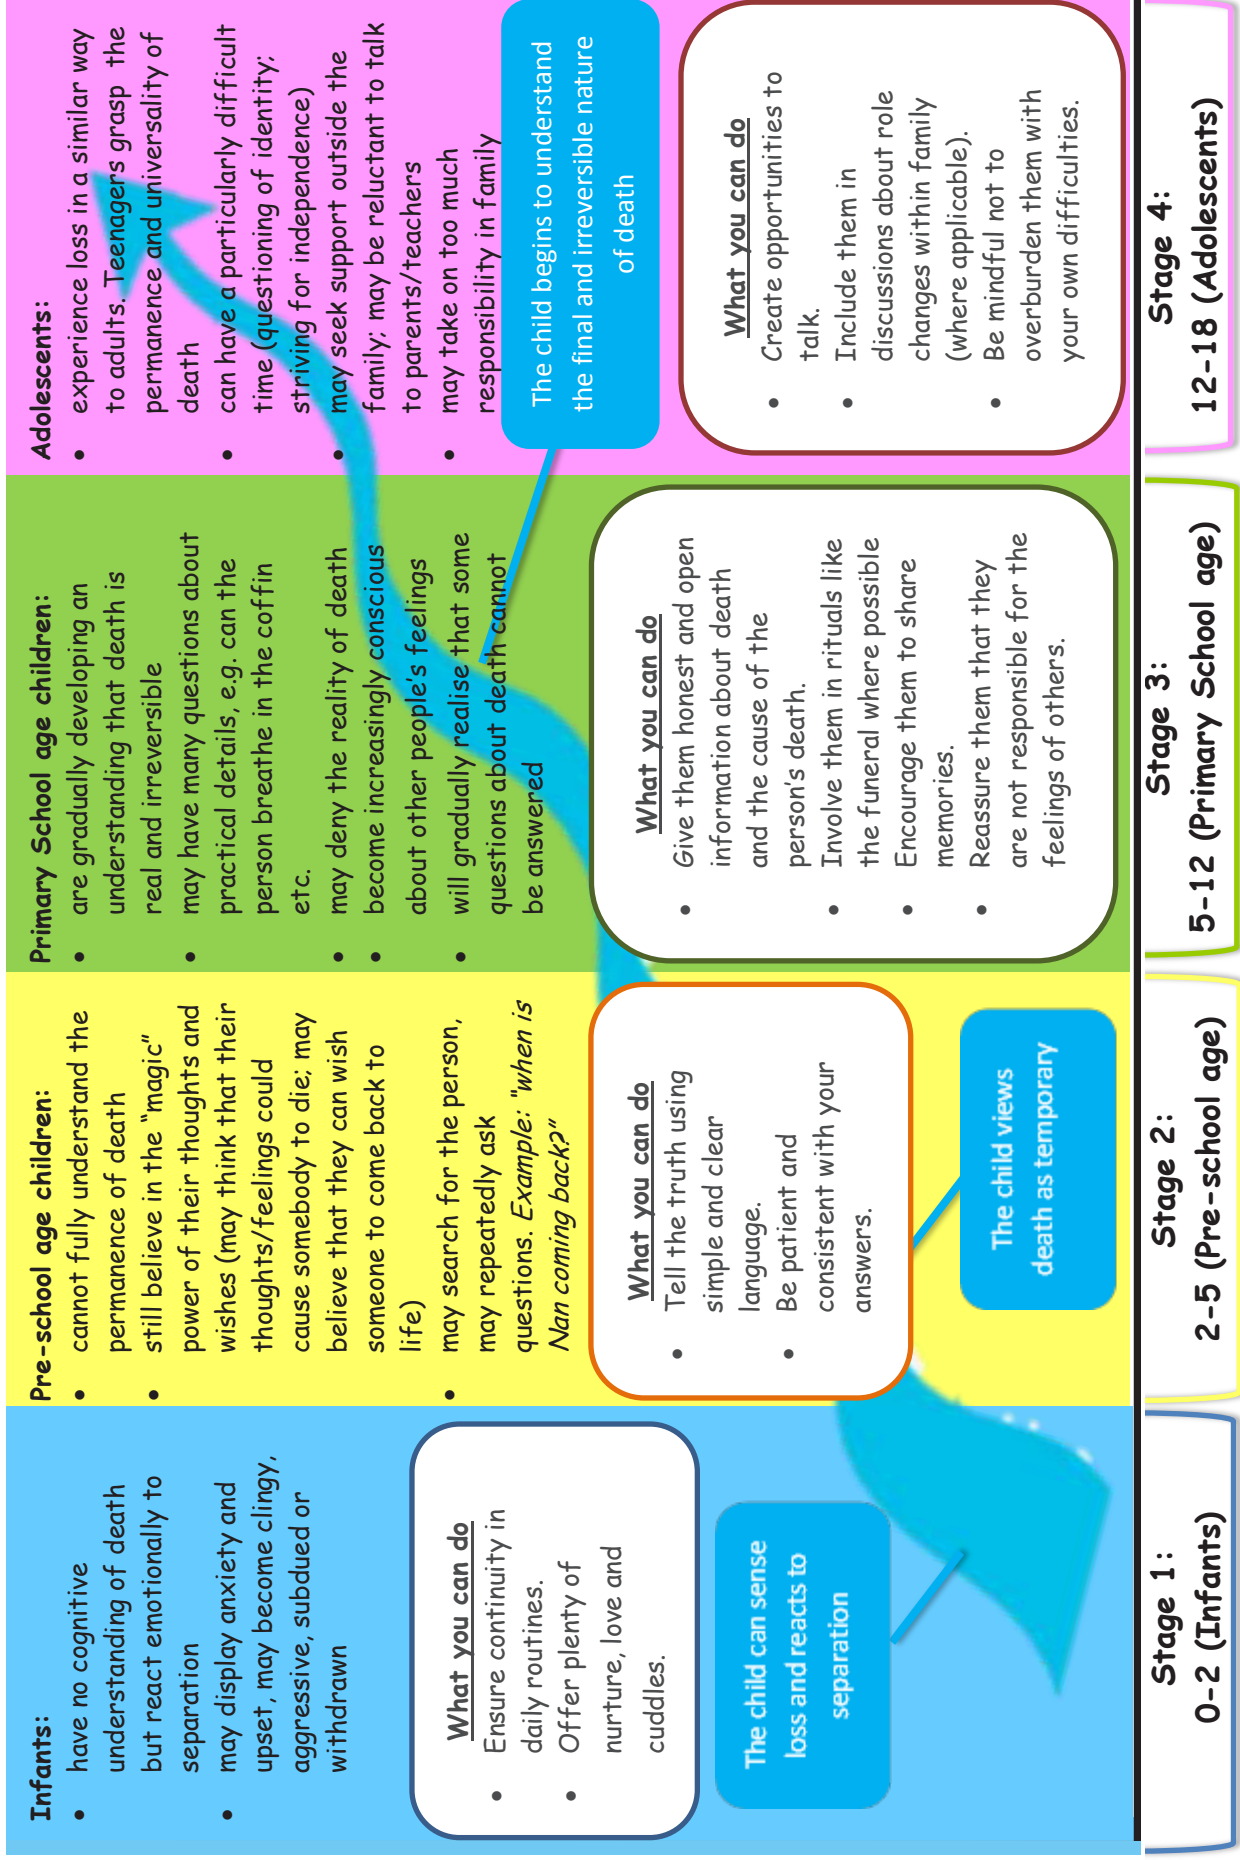 Infants:
• have no cognitive
understanding of death
but react emotionally to
separation
• may display anxiety and
upset, may become clingy,
aggressive, subdued or
withdrawn
What you can do
• Ensure continuity in
daily routines.
• Offer plenty of
nurture, love and
cuddles.
The child can sense
loss and reacts to
separation
Stage 1:
0-2 (Infants)
Pre-school age children:
• cannot fully understand the
permanence of death
• still believe in the “magic”
power of their thoughts and
wishes (may think that their
thoughts/feelings could
cause somebody to die; may
believe that they can wish
someone to come back to
life)
• may search for the person,
may repeatedly ask
questions. Example: “when is
Nan coming back?”
What you can do
• Tell the truth using
simple and clear
language.
• Be patient and
consistent with your
answers.
The child views
death as temporary
Stage 2:
2-5 (Pre-school age)
Primary School age children:
• are gradually developing an
understanding that death is
real and irreversible
• may have many questions about
practical details, e.g. can the
person breathe in the coffin
etc.
• may deny the reality of death
• become increasingly conscious
about other people’s feelings
• will gradually realise that some
questions about death cannot
be answered
What you can do
• Give them honest and open
information about death
and the cause of the
person’s death.
• Involve them in rituals like
the funeral where possible
• Encourage them to share
memories.
• Reassure them that they
are not responsible for the
feelings of others.
Stage 3:
5-12 (Primary School age)
Adolescents:
• experience loss in a similar way
to adults. Teenagers grasp the
permanence and universality of
death
• can have a particularly difficult
time (questioning of identity;
striving for independence)
• may seek support outside the
family; may be reluctant to talk
to parents/teachers
• may take on too much
responsibility in family
The child begins to understand
the final and irreversible nature
of death
What you can do
• Create opportunities to
talk.
• Include them in
discussions about role
changes within family
(where applicable).
• Be mindful not to
overburden them with
your own difficulties.
Stage 4:
12-18 (Adolescents)